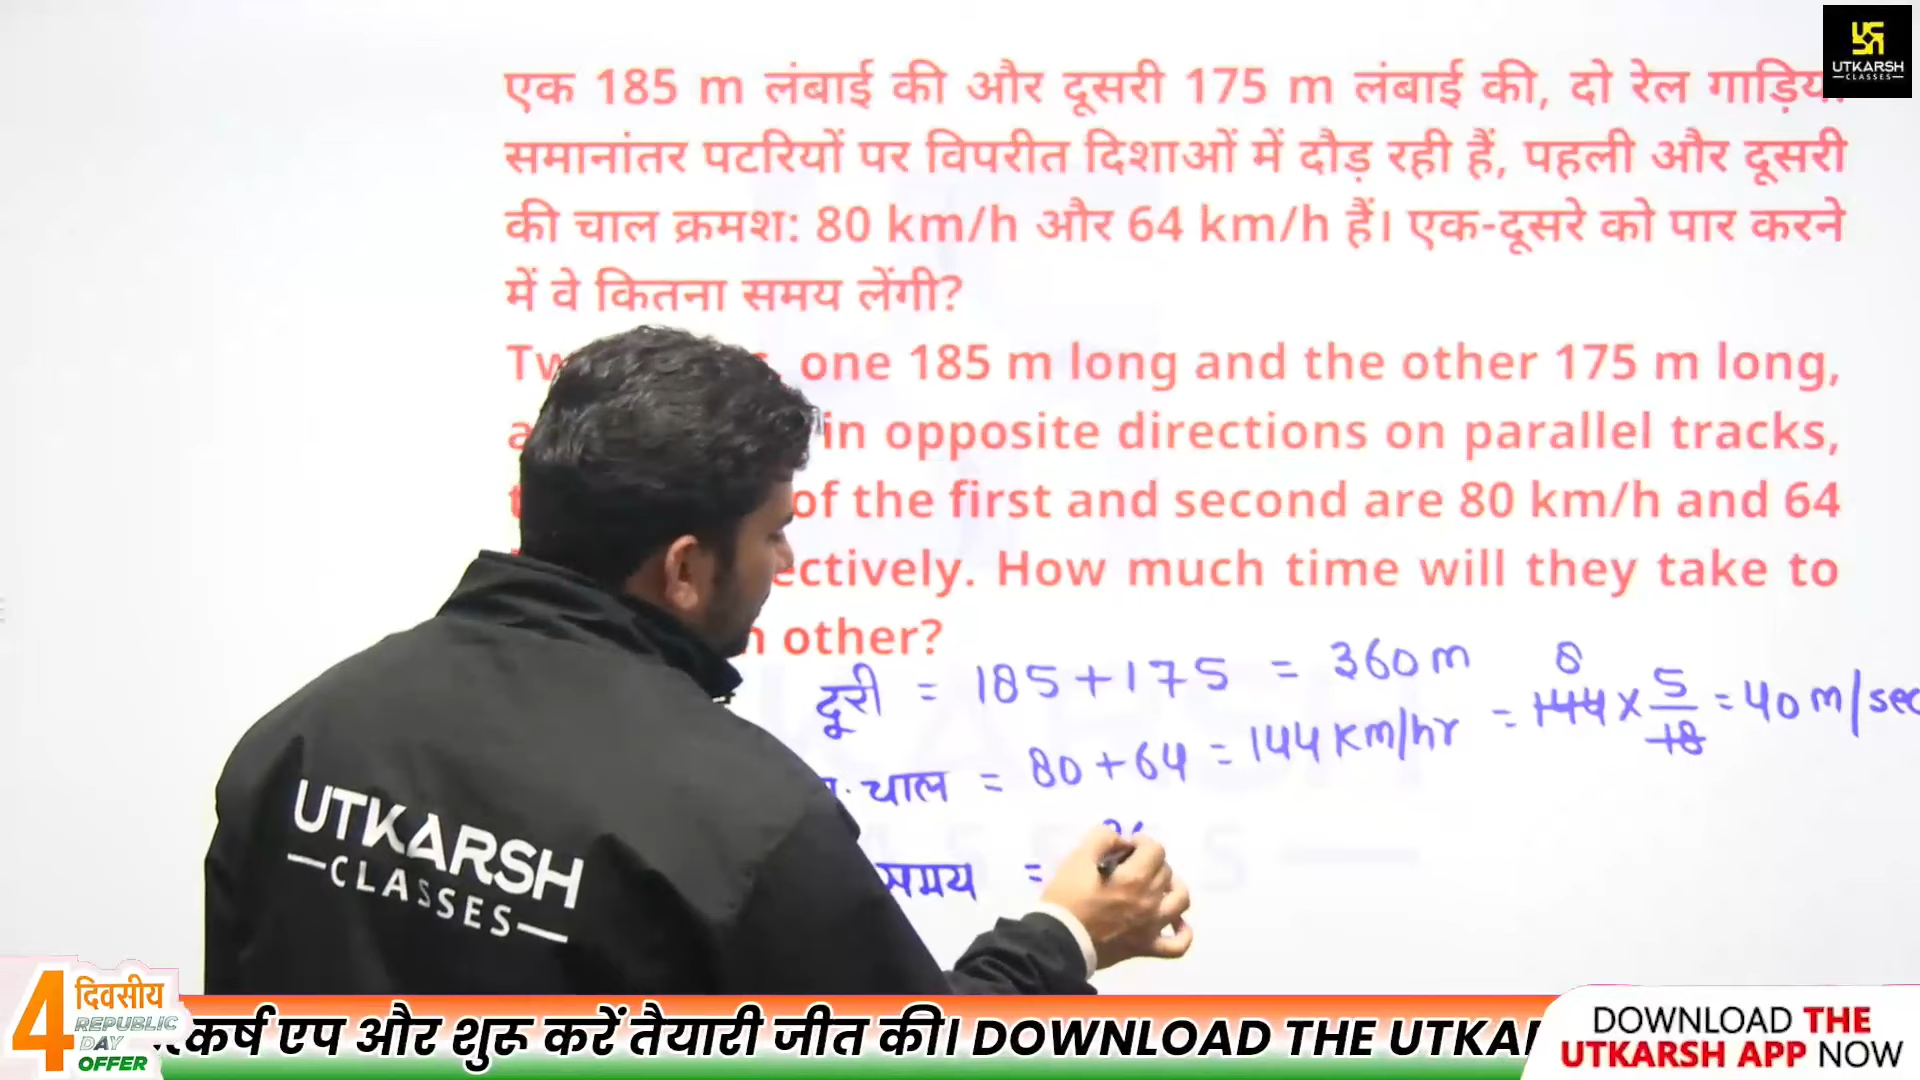 UTKARSH
CLASSES
एक 185 m लंबाई की और दूसरी 175 m लंबाई की, दो रेल
समानांतर पटरियों पर विपरीत दिशाओं में दौड़ रही हैं, पहली और दूसरी
की चाल क्रमश: 80 km/h और 64 km/h हैं। एक-दूसरे को पार करने
में वे कितना समय लेंगी?
one 185 m long and the other 175 m long,
in opposite directions on parallel tracks,
of the first and second are 80 km/h and 64
How much time will they take to
other?
दूरी = 185+175 = 360m
चाल = 80+64 = 144 Km/hr = 144 × 5/18 = 40 m/sec
8
समय =
UTKARSH
CLASSES
4 दिवसीय
REPUBLIC
DAY
OFFER
एप और शुरू करें तैयारी जीत की। DOWNLOAD THE
DOWNLOAD THE
UTKARSH APP NOW